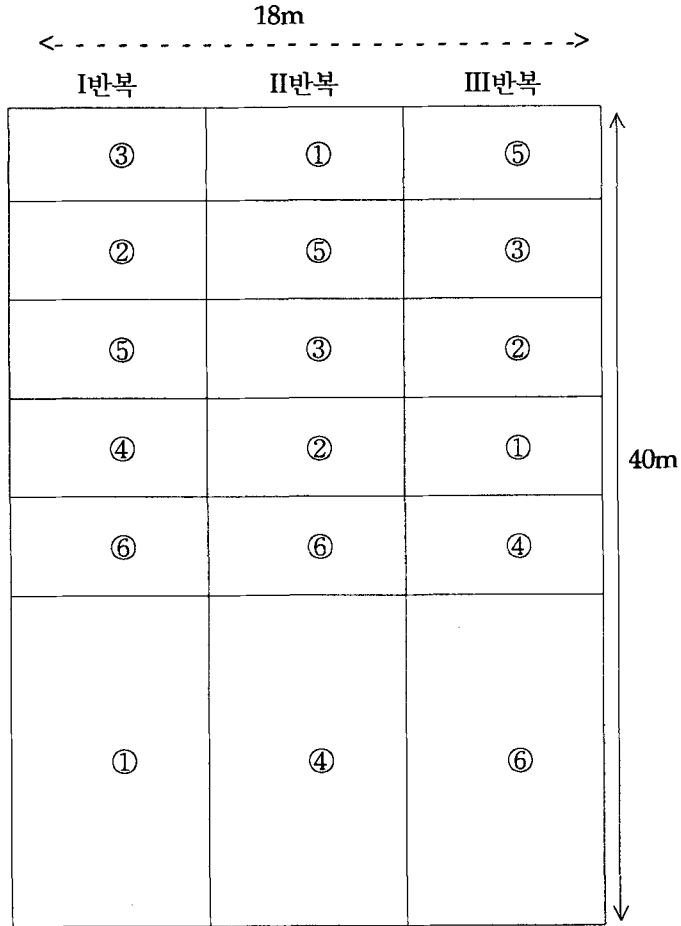 18m
I반복 II반복 III반복
③ ① ⑤
② ⑤ ③
⑤ ③ ②
④ ② ①
40m
⑥ ⑥ ④
① ④ ⑥